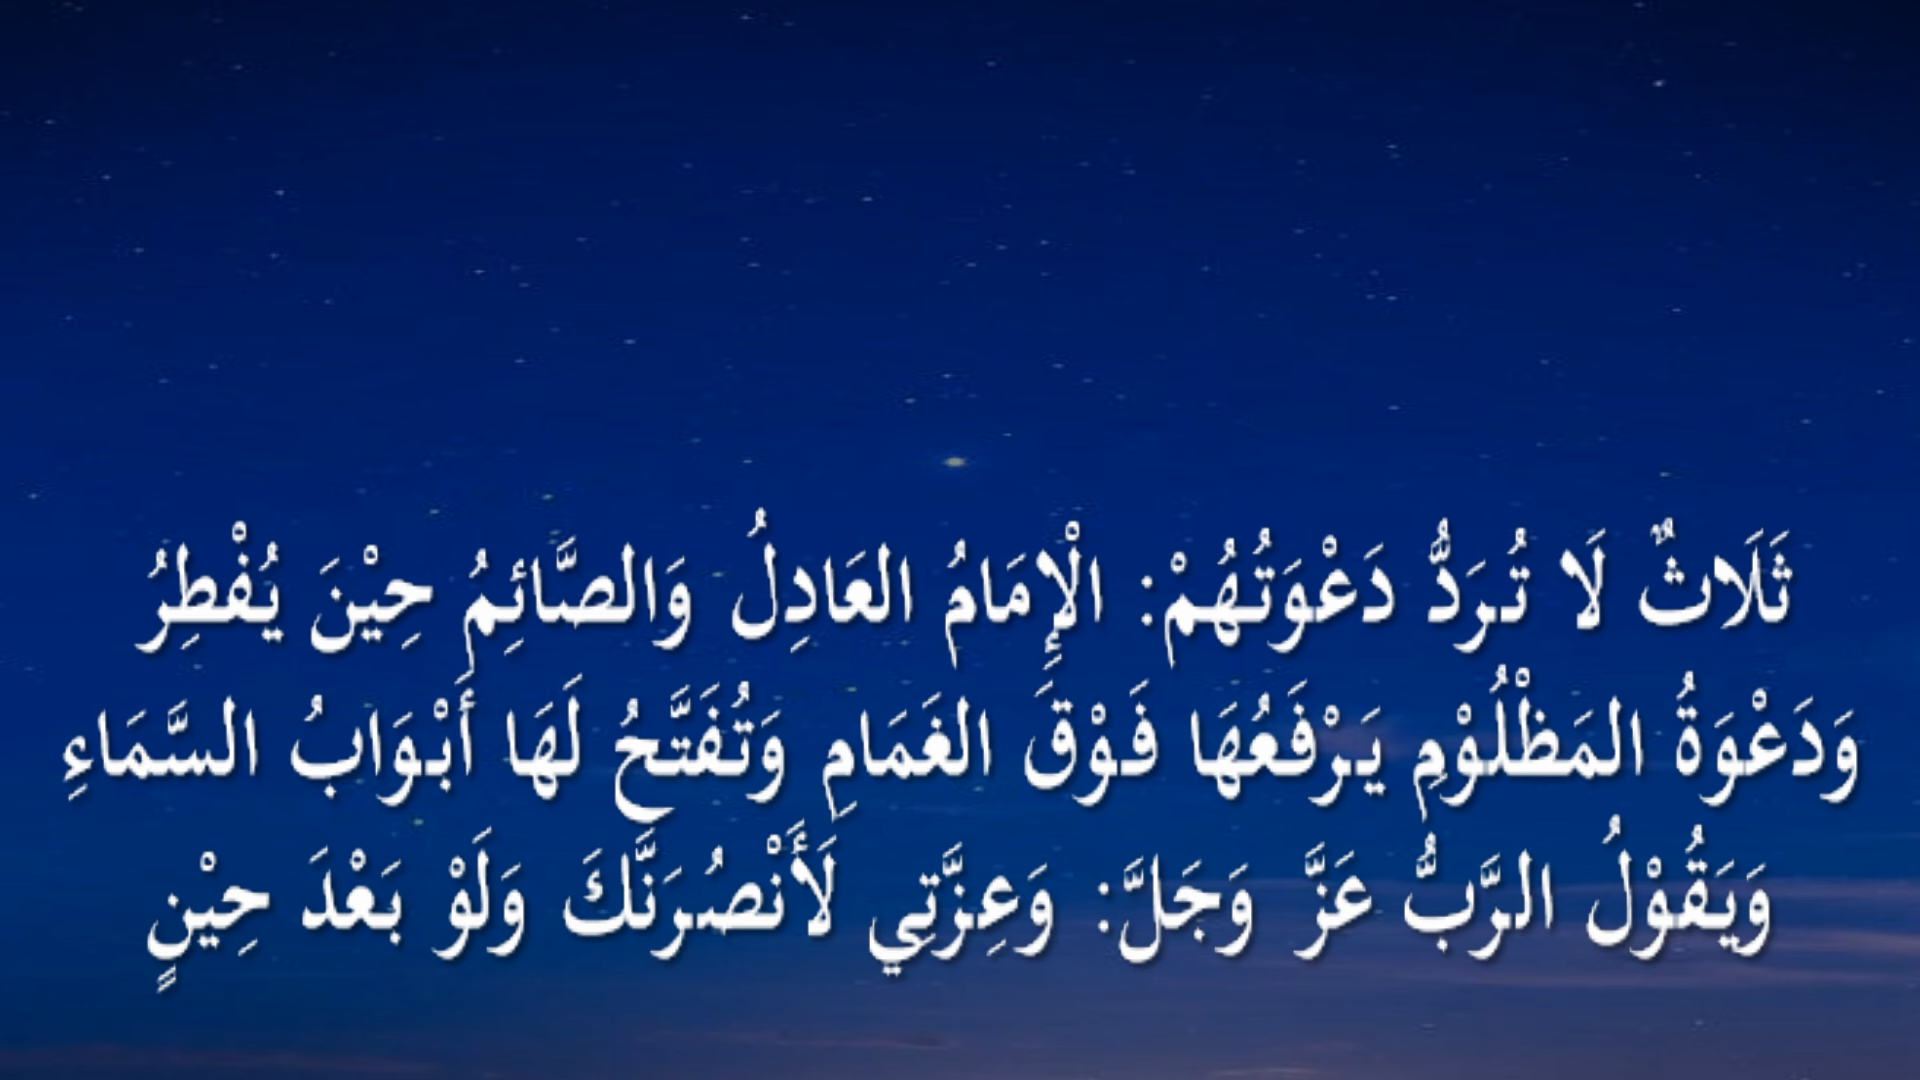 ثَلَاثٌ لَا تُرَدُّ دَعْوَتُهُمْ: الْإِمَامُ العَادِلُ وَالصَّائِمُ حِيْنَ يُفْطِرُ
وَدَعْوَةُ المَظْلُوْمِ يَرْفَعُهَا فَوْقَ الغَمَامِ وَتُفَتَّحُ لَهَا أَبْوَابُ السَّمَاءِ
وَيَقُوْلُ الرَّبُّ عَزَّ وَجَلَّ: وَعِزَّتِي لَأَنْصُرَنَّكَ وَلَوْ بَعْدَ حِيْنٍ